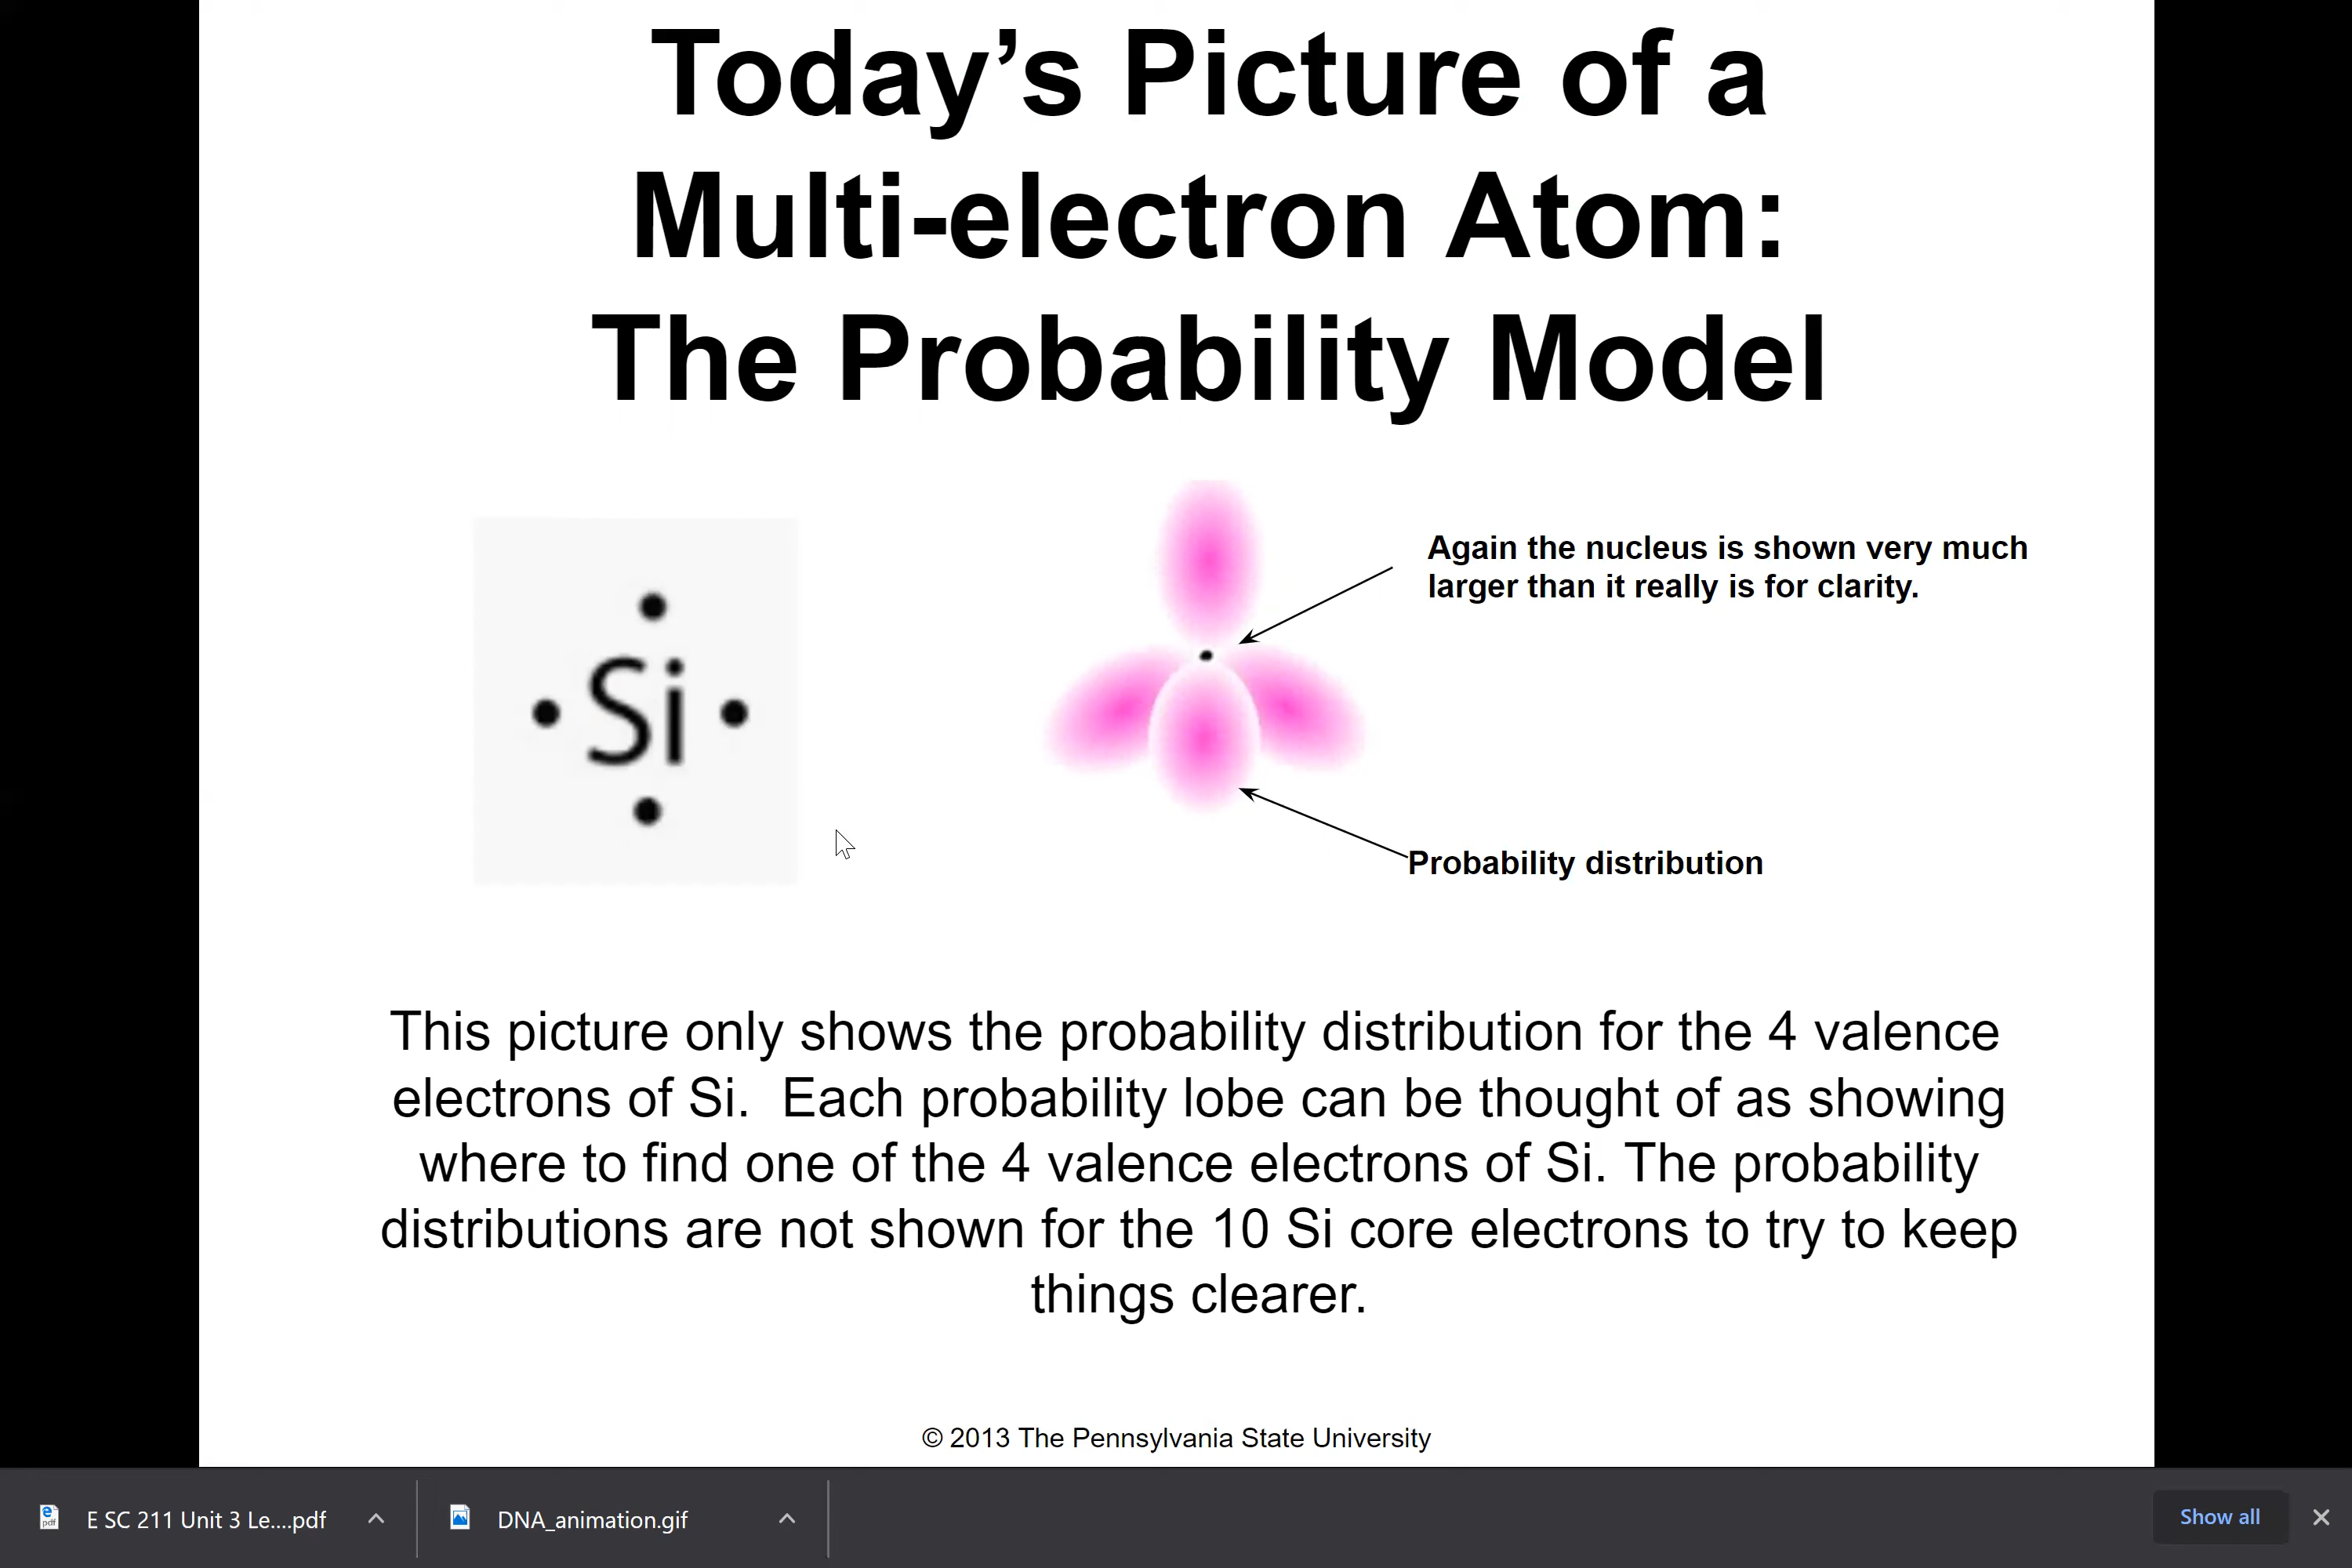 Today’s Picture of a
Multi-electron Atom:
The Probability Model
Si
Again the nucleus is shown very much
larger than it really is for clarity.
Probability distribution
This picture only shows the probability distribution for the 4 valence
electrons of Si.  Each probability lobe can be thought of as showing
where to find one of the 4 valence electrons of Si. The probability
distributions are not shown for the 10 Si core electrons to try to keep
things clearer.
© 2013 The Pennsylvania State University
E SC 211 Unit 3 Le....pdf
DNA_animation.gif
Show all